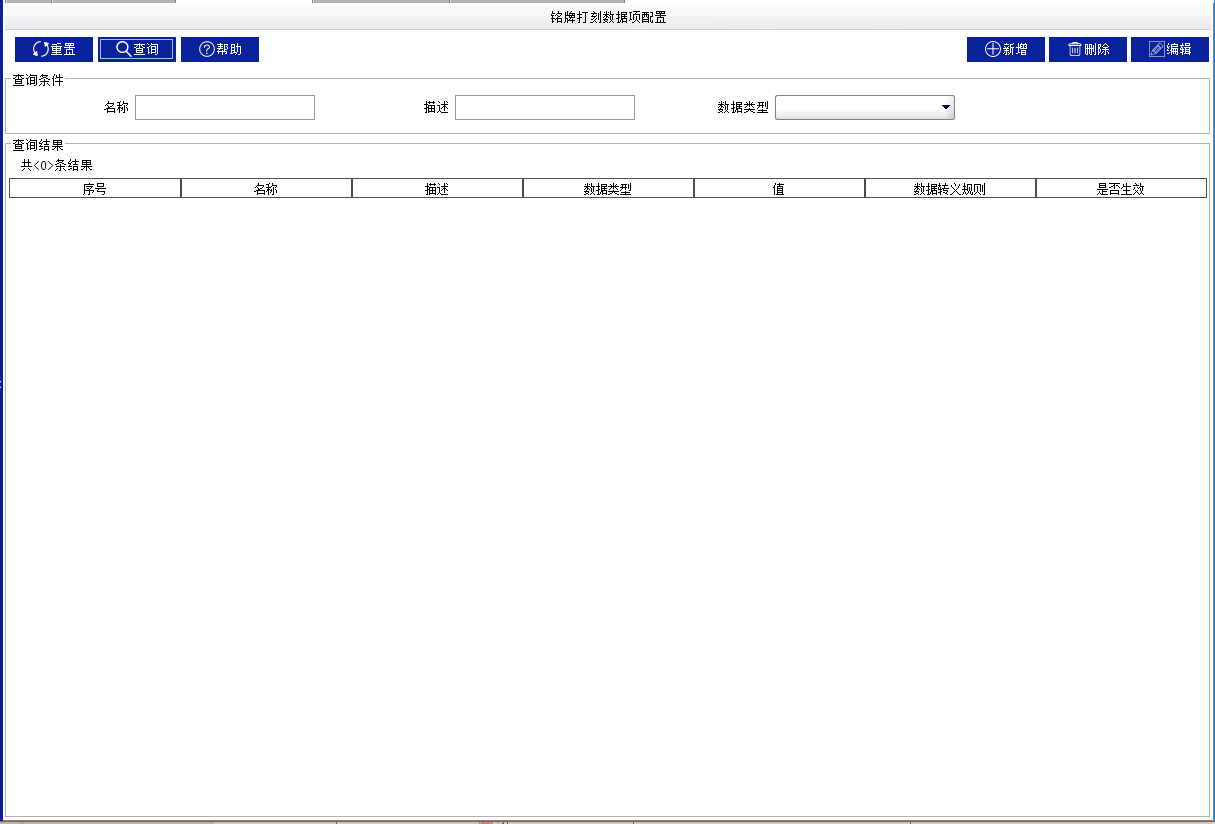 铭牌打刻数据项配置
重置 查询 帮助 新增 删除 编辑
查询条件
名称 描述 数据类型
查询结果
共<0>条结果
序号 名称 描述 数据类型 值 数据转义规则 是否生效